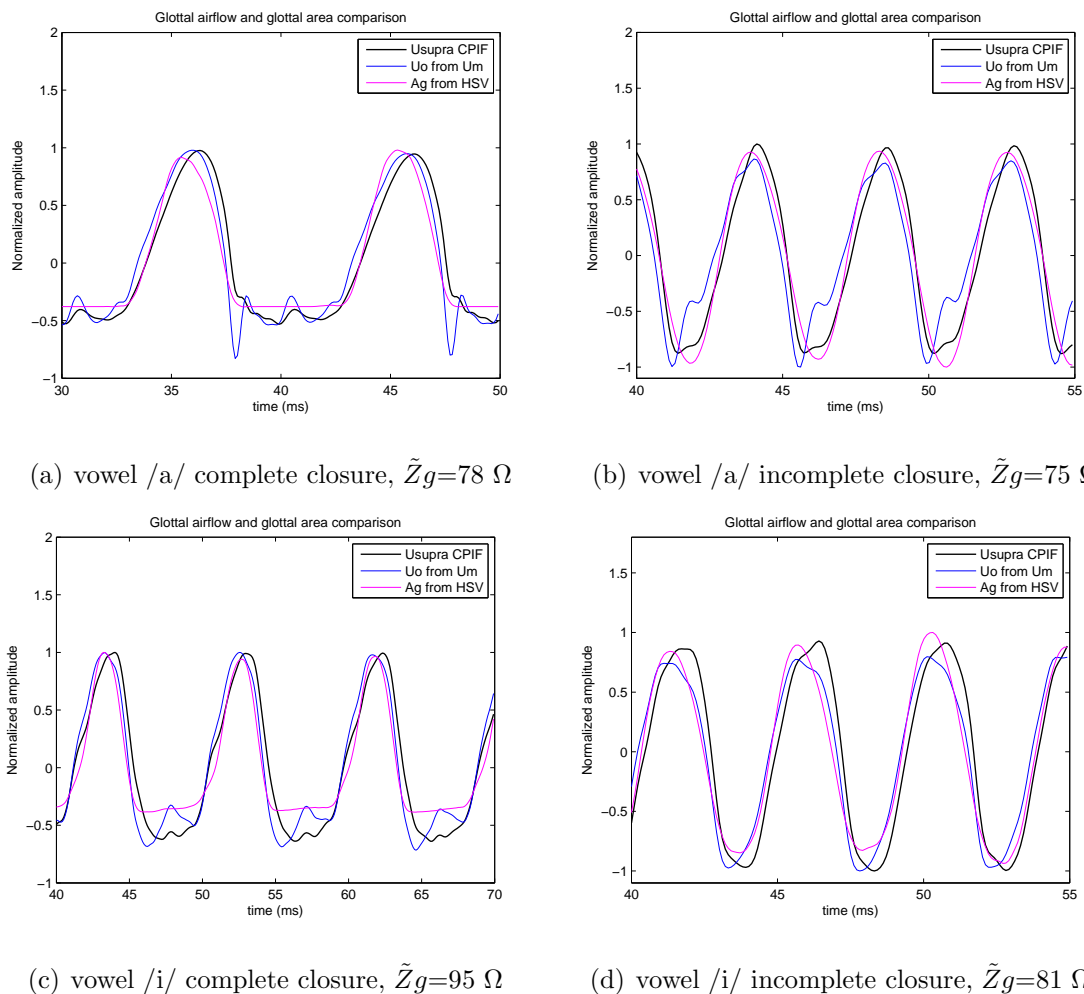 Glottal airflow and glottal area comparison
2
1.5
1
0.5
0
−0.5
−1
Normalized amplitude
30 35 40 45 50
time (ms)
Usupra CPIF
Uo from Um
Ag from HSV
(a) vowel /a/ complete closure, Z̃g=78 Ω
Glottal airflow and glottal area comparison
1.5
1
0.5
0
−0.5
−1
Normalized amplitude
40 45 50 55
time (ms)
Usupra CPIF
Uo from Um
Ag from HSV
(b) vowel /a/ incomplete closure, Z̃g=75 Ω
Glottal airflow and glottal area comparison
2
1.5
1
0.5
0
−0.5
−1
Normalized amplitude
40 45 50 55 60 65 70
time (ms)
Usupra CPIF
Uo from Um
Ag from HSV
(c) vowel /i/ complete closure, Z̃g=95 Ω
Glottal airflow and glottal area comparison
1.5
1
0.5
0
−0.5
−1
Normalized amplitude
40 45 50 55
time (ms)
Usupra CPIF
Uo from Um
Ag from HSV
(d) vowel /i/ incomplete closure, Z̃g=81 Ω